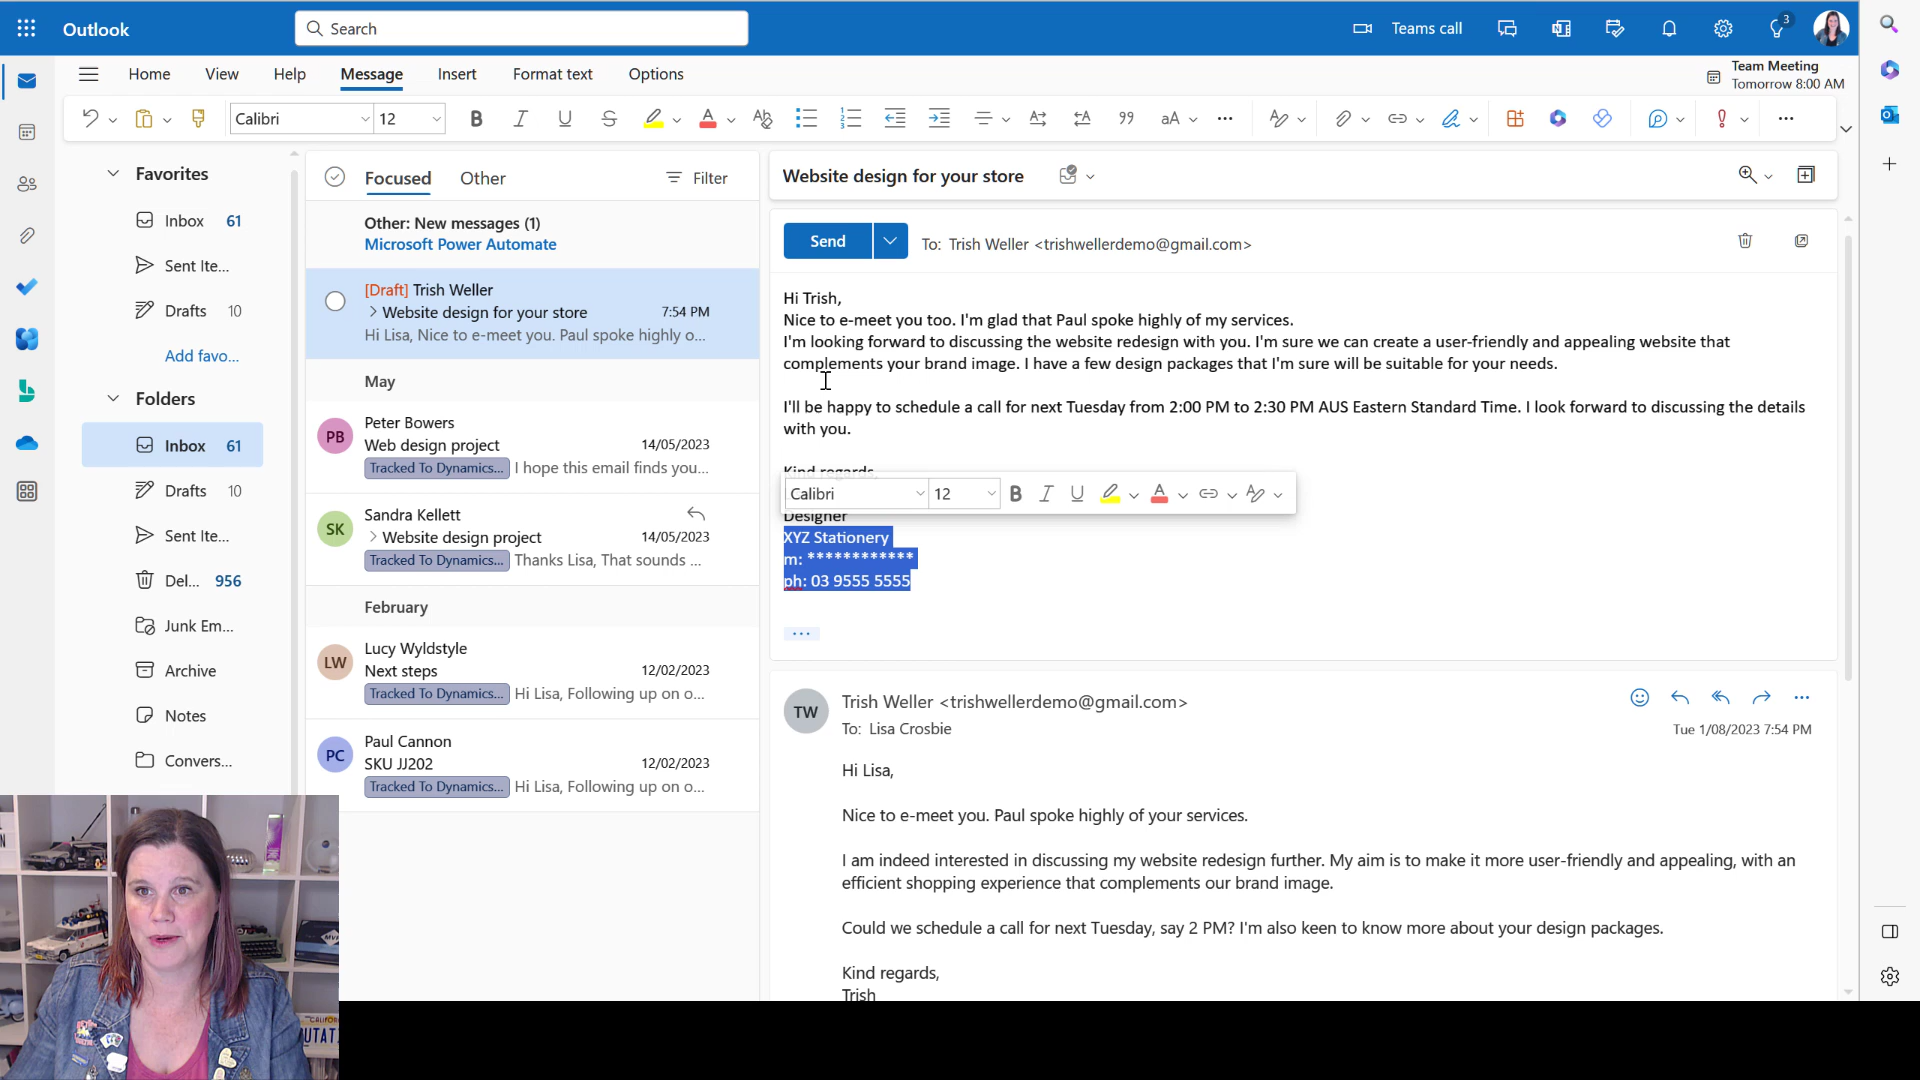 Outlook
Search
Teams call
3
Home
View
Help
Message
Insert
Format text
Options
Team Meeting
Tomorrow 8:00 AM
Calibri
12
Favorites
Inbox 61
Sent Ite...
Drafts 10
Add favo...
Folders
Inbox 61
Drafts 10
Sent Ite...
Del... 956
Junk Em...
Archive
Notes
Convers...
Focused
Other
Filter
Other: New messages (1)
Microsoft Power Automate
[Draft] Trish Weller
Website design for your store 7:54 PM
Hi Lisa, Nice to e-meet you. Paul spoke highly o...
May
PB
Peter Bowers
Web design project 14/05/2023
Tracked To Dynamics... I hope this email finds you...
SK
Sandra Kellett
Website design project 14/05/2023
Tracked To Dynamics... Thanks Lisa, That sounds ...
February
LW
Lucy Wyldstyle
Next steps 12/02/2023
Tracked To Dynamics... Hi Lisa, Following up on o...
PC
Paul Cannon
SKU JJ202 12/02/2023
Tracked To Dynamics... Hi Lisa, Following up on o...
Website design for your store
Send
To: Trish Weller <trishwellerdemo@gmail.com>
Hi Trish,
Nice to e-meet you too. I'm glad that Paul spoke highly of my services.
I'm looking forward to discussing the website redesign with you. I'm sure we can create a user-friendly and appealing website that
complements your brand image. I have a few design packages that I'm sure will be suitable for your needs.
I'll be happy to schedule a call for next Tuesday from 2:00 PM to 2:30 PM AUS Eastern Standard Time. I look forward to discussing the details
with you.
Kind regards,
Calibri
12
Designer
XYZ Stationery
m: ************
ph: 03 9555 5555
TW
Trish Weller <trishwellerdemo@gmail.com>
To: Lisa Crosbie
Tue 1/08/2023 7:54 PM
Hi Lisa,
Nice to e-meet you. Paul spoke highly of your services.
I am indeed interested in discussing my website redesign further. My aim is to make it more user-friendly and appealing, with an
efficient shopping experience that complements our brand image.
Could we schedule a call for next Tuesday, say 2 PM? I'm also keen to know more about your design packages.
Kind regards,
Trish